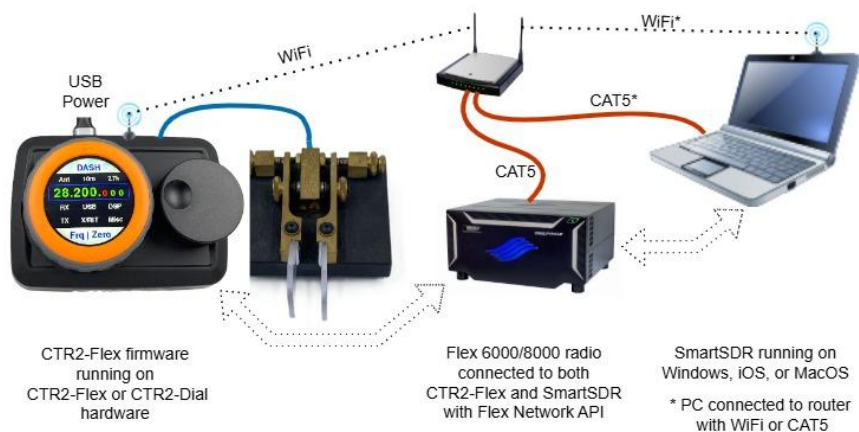 WiFi
WiFi*
USB
Power
CAT5*
CAT5
DASH
Ant 10m 2.7k
28.200.000
RX USB DSP
TX X/RIT Misc
Frq | Zero
CTR2-Flex firmware
running on
CTR2-Flex or CTR2-Dial
hardware
Flex 6000/8000 radio
connected to both
CTR2-Flex and SmartSDR
with Flex Network API
SmartSDR running on
Windows, iOS, or MacOS
* PC connected to router
with WiFi or CAT5